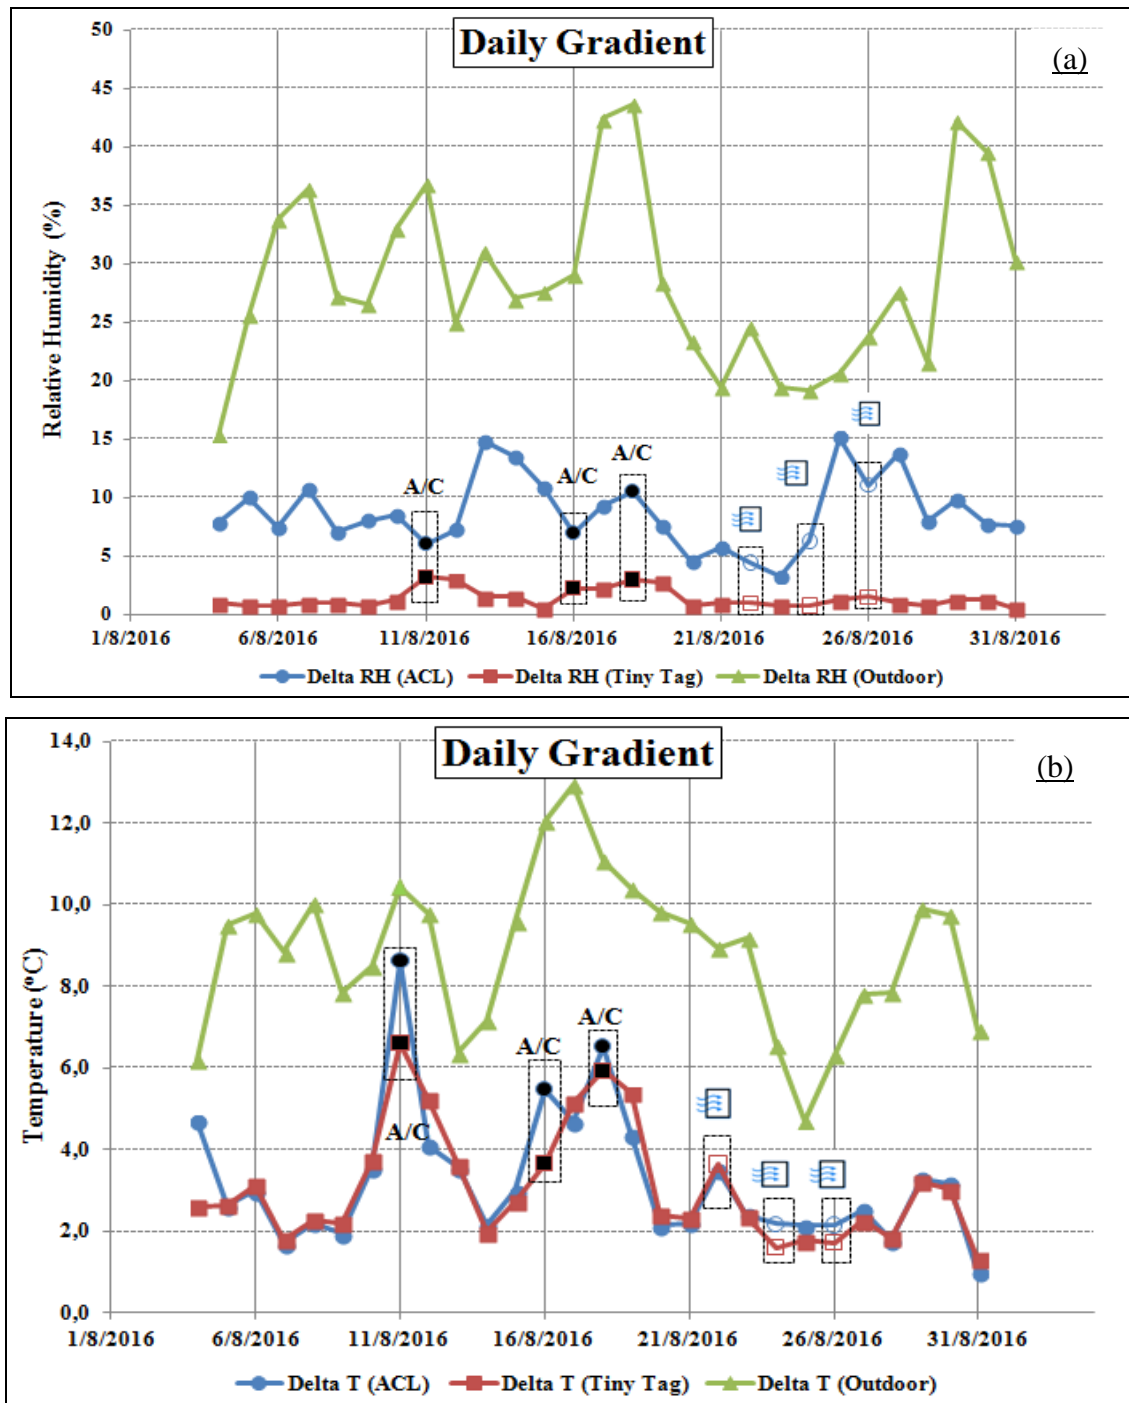 Daily Gradient
(a)
50
45
40
35
30
25
20
15
10
5
0
Relative Humidity (%)
A/C
A/C
A/C
1/8/2016 6/8/2016 11/8/2016 16/8/2016 21/8/2016 26/8/2016 31/8/2016
Delta RH (ACL) Delta RH (Tiny Tag) Delta RH (Outdoor)
Daily Gradient
(b)
14,0
12,0
10,0
8,0
6,0
4,0
2,0
0,0
Temperature (ºC)
A/C
A/C
A/C
1/8/2016 6/8/2016 11/8/2016 16/8/2016 21/8/2016 26/8/2016 31/8/2016
Delta T (ACL) Delta T (Tiny Tag) Delta T (Outdoor)